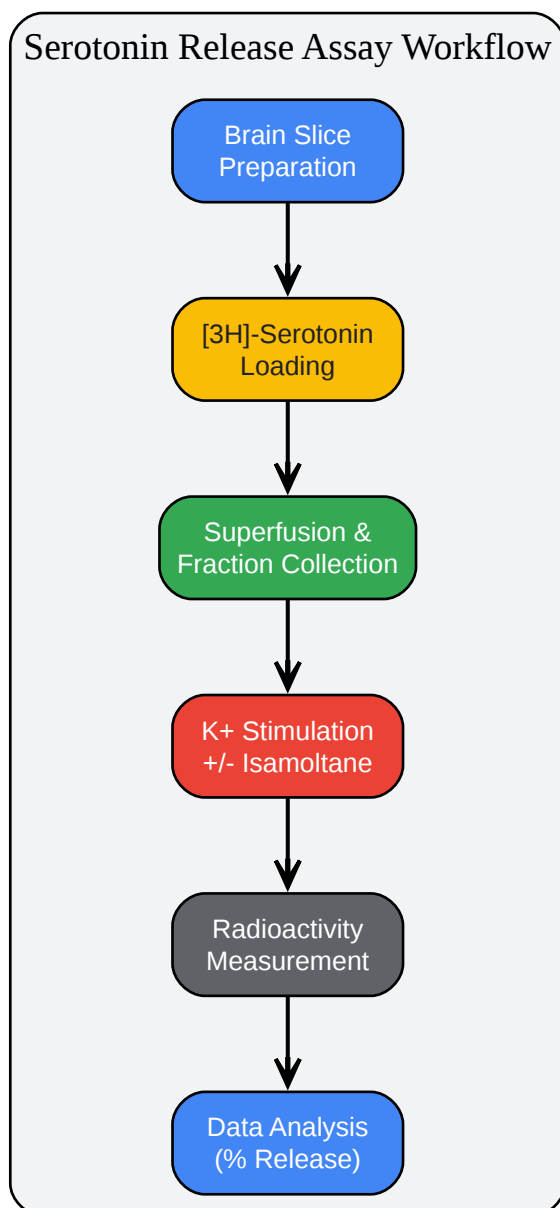 Serotonin Release Assay Workflow
Brain Slice
Preparation
[3H]-Serotonin
Loading
Superfusion &
Fraction Collection
K+ Stimulation
+/- Isamoltane
Radioactivity
Measurement
Data Analysis
(% Release)